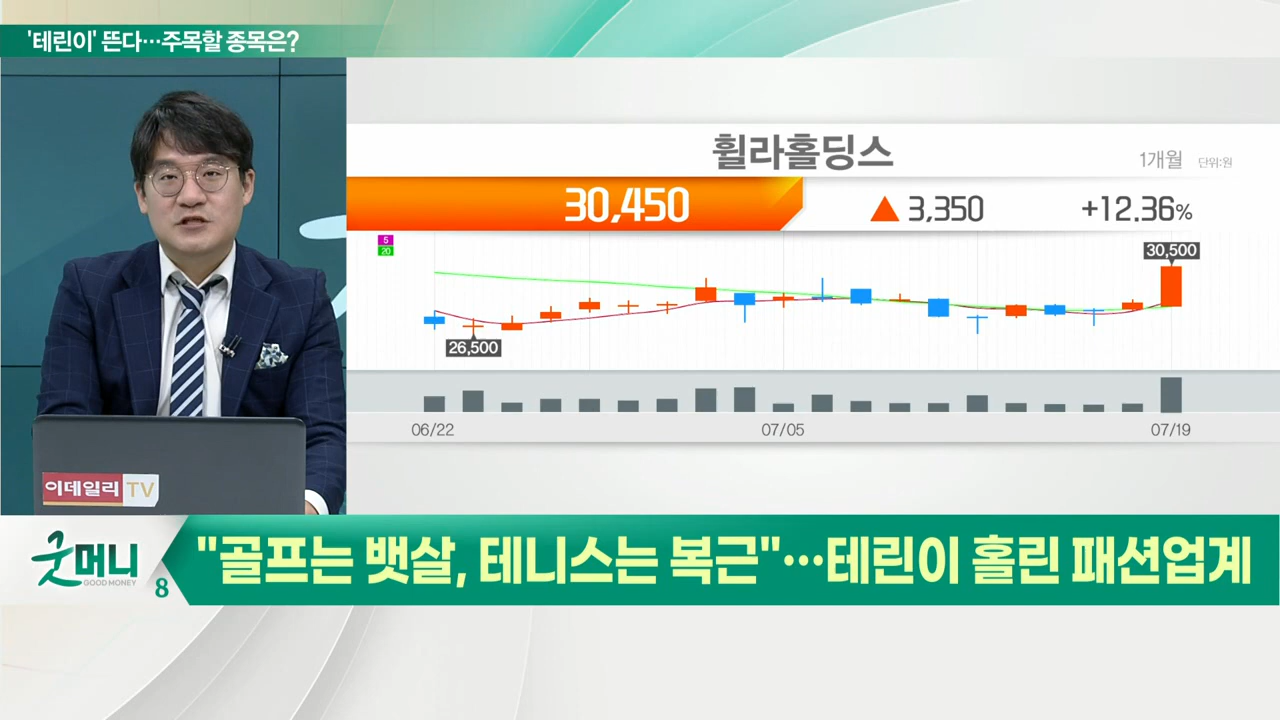 '테린이' 뜬다…주목할 종목은?
휠라홀딩스
1개월 단위:원
30,450 ▲ 3,350 +12.36%
5
20
30,500
26,500
06/22 07/05 07/19
이데일리 TV
굿머니
GOOD MONEY
8
"골프는 뱃살, 테니스는 복근"…테린이 홀린 패션업계